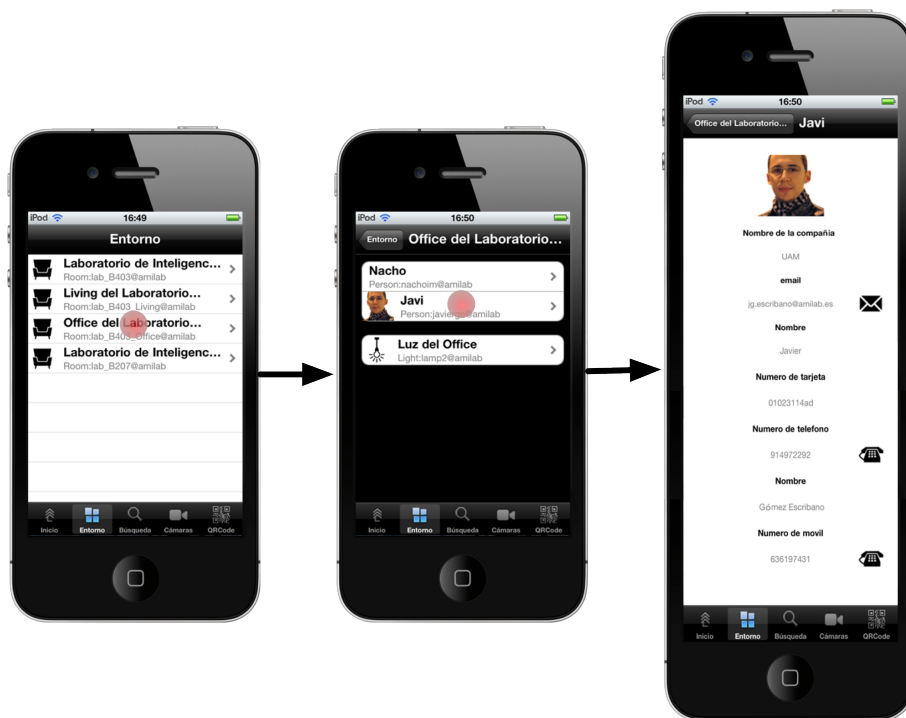 iPod
16:49
Entorno
Laboratorio de Inteligenc...
Room:lab_B403@amilab
Living del Laboratorio...
Room:lab_B403_Living@amilab
Office del Laboratorio...
Room:lab_B403_Office@amilab
Laboratorio de Inteligenc...
Room:lab_B207@amilab
Inicio Entorno Búsqueda Cámaras QRCode
iPod
16:50
Entorno
Office del Laboratorio...
Nacho
Person:nachoim@amilab
Javi
Luz del Office
Light:lamp2@amilab
Inicio Entorno Búsqueda Cámaras QRCode
iPod
16:50
Office del Laboratorio...
Javi
Nombre de la compañia
UAM
email
jg.escribano@amilab.es
Nombre
Javier
Numero de tarjeta
01023114ad
Numero de telefono
914972292
Nombre
Gómez Escribano
Numero de movil
636197431
Inicio Entorno Búsqueda Cámaras QRCode